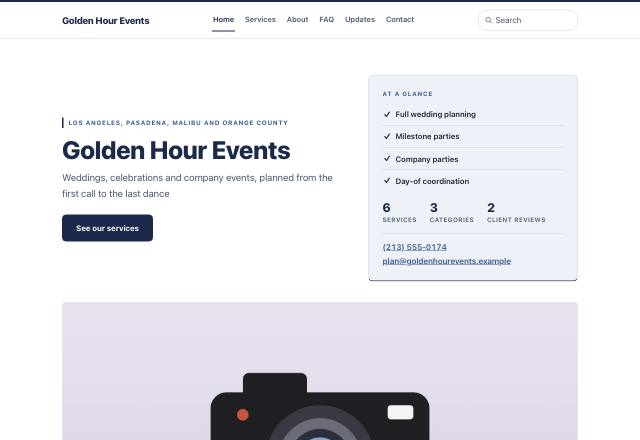 Golden Hour Events
Home Services About FAQ Updates Contact
Search
LOS ANGELES, PASADENA, MALIBU AND ORANGE COUNTY
Golden Hour Events
Weddings, celebrations and company events, planned from the
first call to the last dance
See our services
AT A GLANCE
Full wedding planning
Milestone parties
Company parties
Day-of coordination
6 3 2
SERVICES CATEGORIES CLIENT REVIEWS
(213) 555-0174
plan@goldenhourevents.example